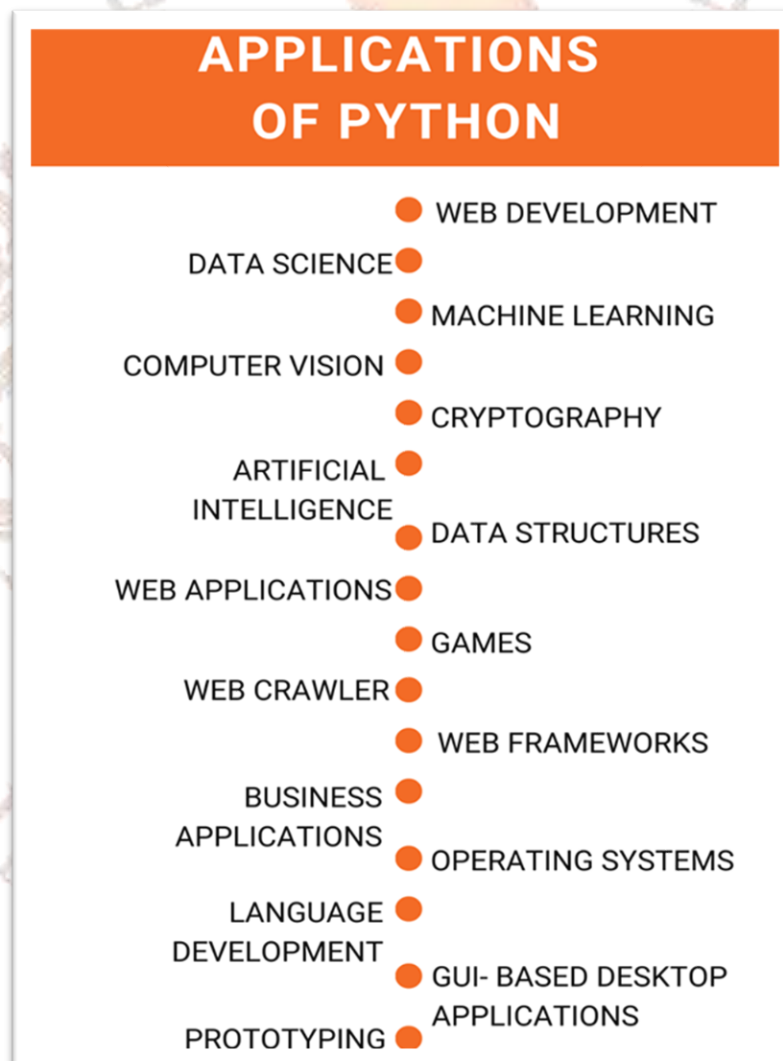 APPLICATIONS
OF PYTHON
WEB DEVELOPMENT
DATA SCIENCE
MACHINE LEARNING
COMPUTER VISION
CRYPTOGRAPHY
ARTIFICIAL
INTELLIGENCE
DATA STRUCTURES
WEB APPLICATIONS
GAMES
WEB CRAWLER
WEB FRAMEWORKS
BUSINESS
APPLICATIONS
OPERATING SYSTEMS
LANGUAGE
DEVELOPMENT
GUI- BASED DESKTOP
APPLICATIONS
PROTOTYPING